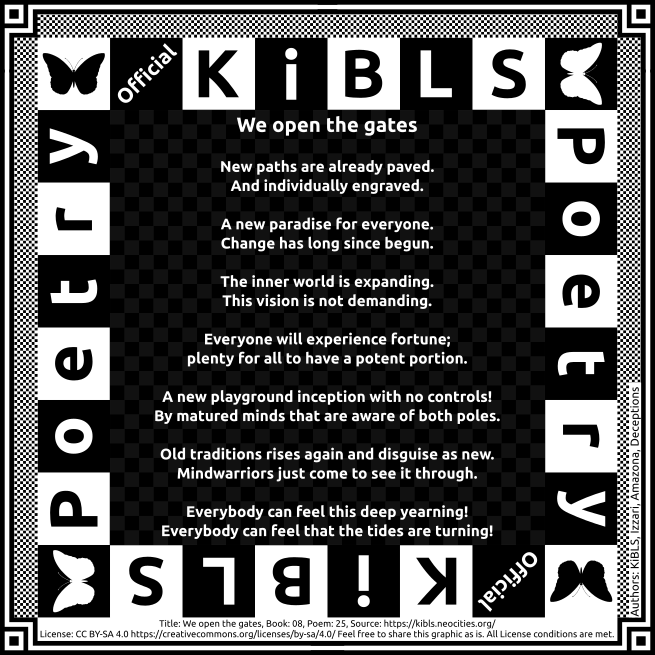 Official KiBLS
Poetry
Poetry
We open the gates
New paths are already paved.
And individually engraved.
A new paradise for everyone.
Change has long since begun.
The inner world is expanding.
This vision is not demanding.
Everyone will experience fortune;
plenty for all to have a potent portion.
A new playground inception with no controls!
By matured minds that are aware of both poles.
Old traditions rises again and disguise as new.
Mindwarriors just come to see it through.
Everybody can feel this deep yearning!
Everybody can feel that the tides are turning!
Official KiBLS
Authors: KiBLS, Izzari, Amazona, Deceptions
Title: We open the gates, Book: 08, Poem: 25, Source: https://kibls.neocities.org/
License: CC BY-SA 4.0 https://creativecommons.org/licenses/by-sa/4.0/ Feel free to share this graphic as is. All License conditions are met.